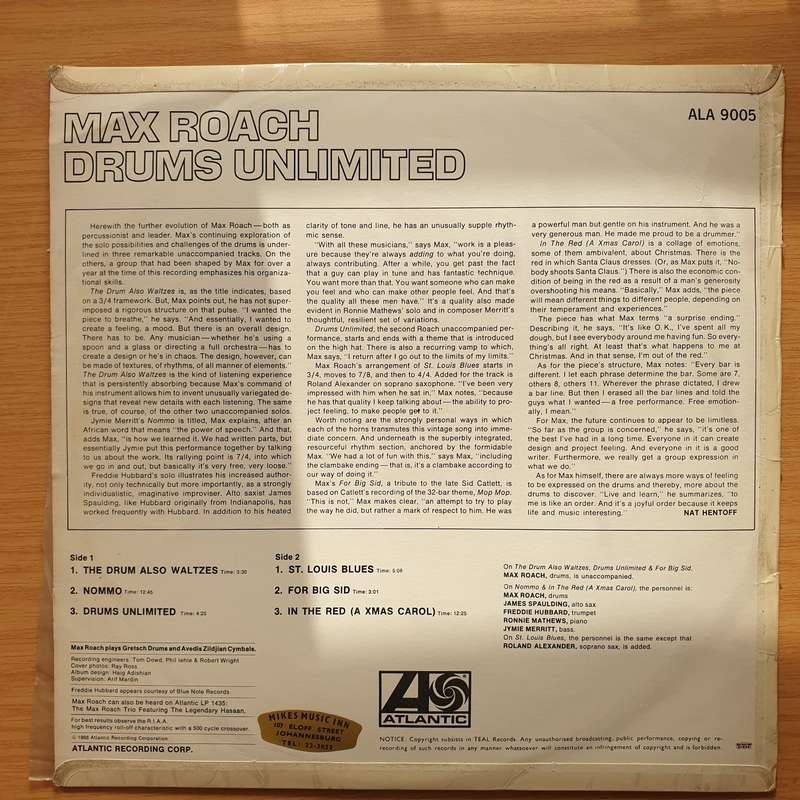 MAX ROACH
DRUMS UNLIMITED
ALA 9005
Herewith the further evolution of Max Roach—both as
percussionist and leader. Max's continuing exploration of
the solo possibilities and challenges of the drums is under-
lined in three remarkable unaccompanied tracks. On the
others, a group that had been shaped by Max for over a
year at the time of this recording emphasizes his organiza-
tional skills.
The Drum Also Waltzes is, as the title indicates, based
on a 3/4 framework. But, Max points out, he has not super-
imposed a rigorous structure on that pulse. "I wanted the
piece to breathe," he says. "And essentially, I wanted to
create a feeling, a mood. But there is an overall design.
There has to be. Any musician—whether he's using a
spoon and a glass or directing a full orchestra—has to
create a design or he's in chaos. The design, however, can
be made of textures, of rhythms, of all manner of elements."
The Drum Also Waltzes is the kind of listening experience
that is persistently absorbing because Max's command of
his instrument allows him to invent unusually variegated de-
signs that reveal new details with each listening. The same
is true, of course, of the other two unaccompanied solos.
Jymie Merritt's Nommo is titled, Max explains, after an
African word that means "the power of speech." And that,
adds Max, "is how we learned it. We had written parts, but
essentially Jymie put this performance together by talking
to us about the work. Its rallying point is 7/4, into which
we go in and out, but basically it's very free, very loose."
Freddie Hubbard's solo illustrates his increased author-
ity, not only technically but more importantly, as a strongly
individualistic, imaginative improviser. Alto saxist James
Spaulding, like Hubbard originally from Indianapolis, has
worked frequently with Hubbard. In addition to his heated
clarity of tone and line, he has an unusually supple rhyth-
mic sense.
"With all these musicians," says Max, "work is a pleas-
ure because they're always adding to what you're doing,
always contributing. After a while, you get past the fact
that a guy can play in tune and has fantastic technique.
You want more than that. You want someone who can make
you feel and who can make other people feel. And that's
the quality all these men have." It's a quality also made
evident in Ronnie Mathews' solo and in composer Merritt's
thoughtful, resilient set of variations.
Drums Unlimited, the second Roach unaccompanied per-
formance, starts and ends with a theme that is introduced
on the high hat. There is also a recurring vamp to which,
Max says, "I return after I go out to the limits of my limits."
Max's Roach's arrangement of St. Louis Blues starts in
3/4, moves to 7/8, and then to 4/4. Added for the track is
Roland Alexander on soprano saxophone. "I've been very
impressed with him when he sat in," Max notes, "because
he has that quality I keep talking about—the ability to pro-
ject feeling, to make people get to it."
Worth noting are the strongly personal ways in which
each of the horns transmutes this vintage song into imme-
diate concern. And underneath is the superbly integrated,
resourceful rhythm section, anchored by the formidable
Max. "We had a lot of fun with this," says Max, "including
the clambake ending—that is, it's a clambake according to
our way of doing it."
Max's For Big Sid, a tribute to the late Sid Catlett, is
based on Catlett's recording of the 32-bar theme, Mop Mop.
"This is not," Max makes clear, "an attempt to try to play
the way he did, but rather a mark of respect to him. He was
a powerful man but gentle on his instrument. And he was a
very generous man. He made me proud to be a drummer."
In The Red (A Xmas Carol) is a collage of emotions,
some of them ambivalent, about Christmas. There is the
red in which Santa Claus dresses. (Or, as Max puts it, "No-
body shoots Santa Claus.") There is also the economic con-
dition of being in the red as a result of a man's generosity
overshooting his means. "Basically," Max adds, "the piece
will mean different things to different people, depending on
their temperament and experiences."
The piece has what Max terms "a surprise ending."
Describing it, he says, "It's like O.K., I've spent all my
dough, but I see everybody around me having fun. So every-
thing's all right. At least that's what happens to me at
Christmas. And in that sense, I'm out of the red."
As for the piece's structure, Max notes: "Every bar is
different. I let each phrase determine the bar. Some are 7,
others 8, others 11. Wherever the phrase dictated, I drew
a bar line. But then I erased all the bar lines and told the
guys what I wanted—a free performance. Free emotion-
ally, I mean."
For Max, the future continues to appear to be limitless.
"So far as the group is concerned," he says, "it's one of
the best I've had in a long time. Everyone in it can create
design and project feeling. And everyone in it is a good
writer. Furthermore, we really get a group expression in
what we do."
As for Max himself, there are always more ways of feeling
to be expressed on the drums and thereby, more about the
drums to discover. "Live and learn," he summarizes, "to
me is like an order. And it's a joyful order because it keeps
life and music interesting."
NAT HENTOFF
Side 1
1. THE DRUM ALSO WALTZES Time: 3:30
2. NOMMO Time: 12:45
3. DRUMS UNLIMITED Time: 4:25
Side 2
1. ST. LOUIS BLUES Time: 5:09
2. FOR BIG SID Time: 3:01
3. IN THE RED (A XMAS CAROL) Time: 12:25
On The Drum Also Waltzes, Drums Unlimited & For Big Sid,
MAX ROACH, drums, is unaccompanied.
On Nommo & In The Red (A Xmas Carol), the personnel is:
MAX ROACH, drums
JAMES SPAULDING, alto sax
FREDDIE HUBBARD, trumpet
RONNIE MATHEWS, piano
JYMIE MERRITT, bass.
On St. Louis Blues, the personnel is the same except that
ROLAND ALEXANDER, soprano sax, is added.
Max Roach plays Gretsch Drums and Avedis Zildjian Cymbals.
Recording engineers: Tom Dowd, Phil Iehle & Robert Wright
Cover photos: Ray Ross
Album design: Haig Adishian
Supervision: Arif Mardin
Freddie Hubbard appears courtesy of Blue Note Records
Max Roach can also be heard on Atlantic LP 1435:
The Max Roach Trio Featuring The Legendary Hasaan.
For best results observe the R.I.A.A.
high frequency roll-off characteristic with a 500 cycle crossover.
© 1966 Atlantic Recording Corporation
ATLANTIC RECORDING CORP.
MIKES MUSIC INN
107 ELOFF STREET
JOHANNESBURG
TEL:
ATLANTIC
NOTICE Copyright subsists in TEAL Records. Any unauthorised broadcasting, public performance, copying or re-
recording of such records in any manner whatsoever will constitute an infringement of copyright and is forbidden.